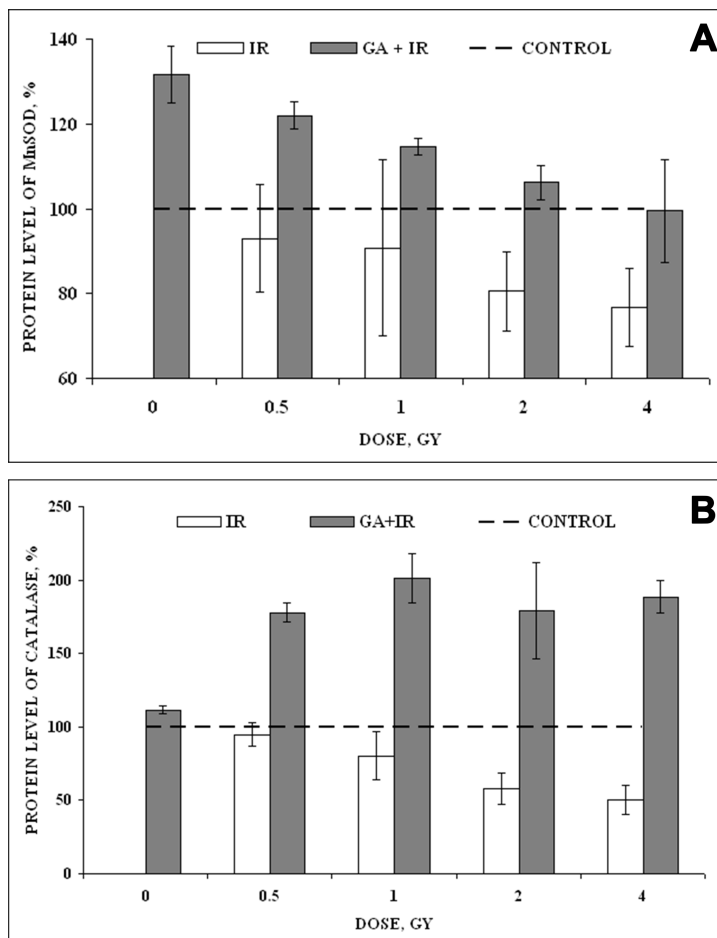 A
IR GA + IR CONTROL
PROTEIN LEVEL OF MnSOD, %
140
120
100
80
60
0 0.5 1 2 4
DOSE, GY
B
IR GA+IR CONTROL
PROTEIN LEVEL OF CATALASE, %
250
200
150
100
50
0
0 0.5 1 2 4
DOSE, GY